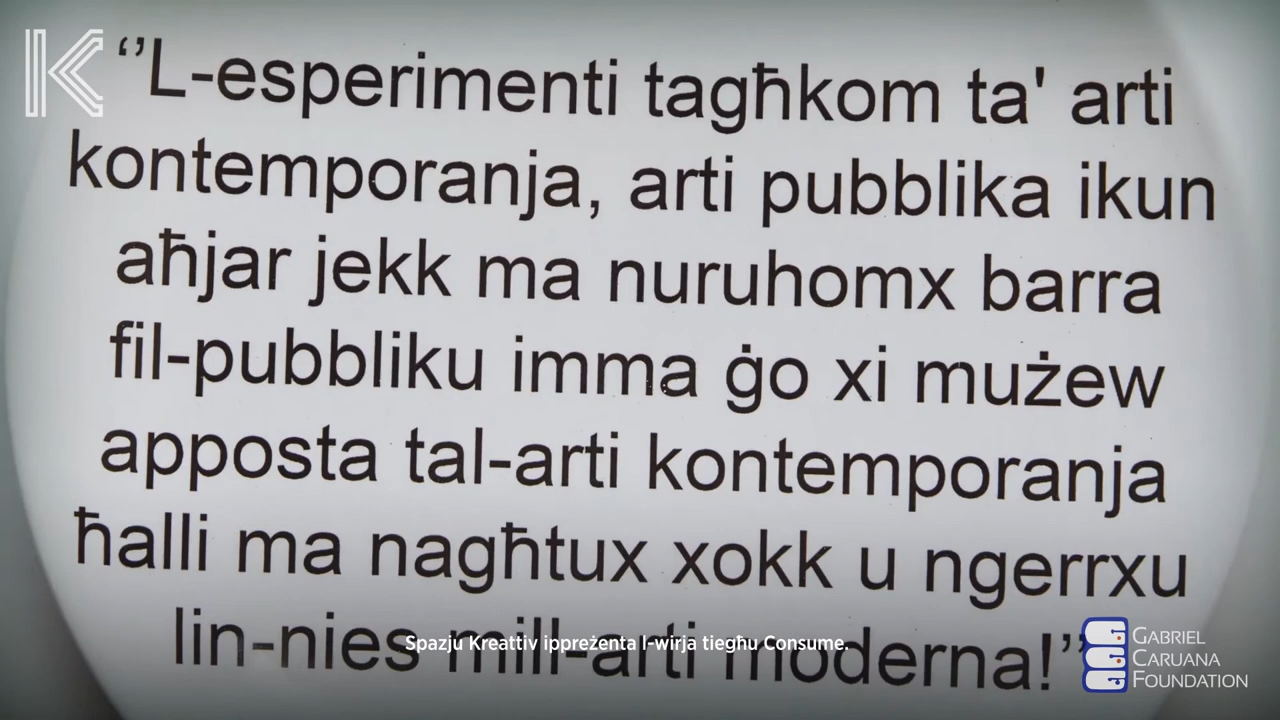 ‘’L-esperimenti tagħkom ta' arti
kontemporanja, arti pubblika ikun
aħjar jekk ma nuruhomx barra
fil-pubbliku imma ġo xi mużew
apposta tal-arti kontemporanja
ħalli ma nagħtux xokk u ngerrxu
lin-nies mill-arti moderna!’’
Spazju Kreattiv ippreżenta l-wirja tiegħu Consume.
K
GABRIEL
CARUANA
FOUNDATION